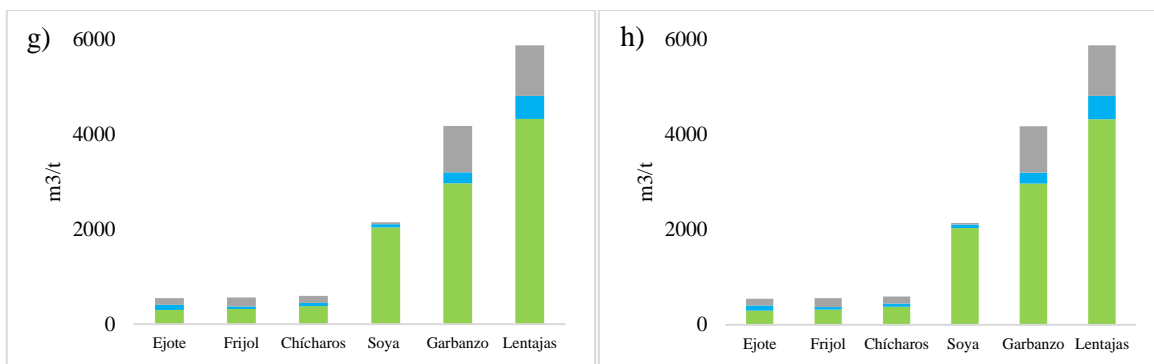 g)
6000
4000
2000
0
m3/t
Ejote Frijol Chícharos Soya Garbanzo Lentajas
h)
6000
4000
2000
0
m3/t
Ejote Frijol Chícharos Soya Garbanzo Lentajas